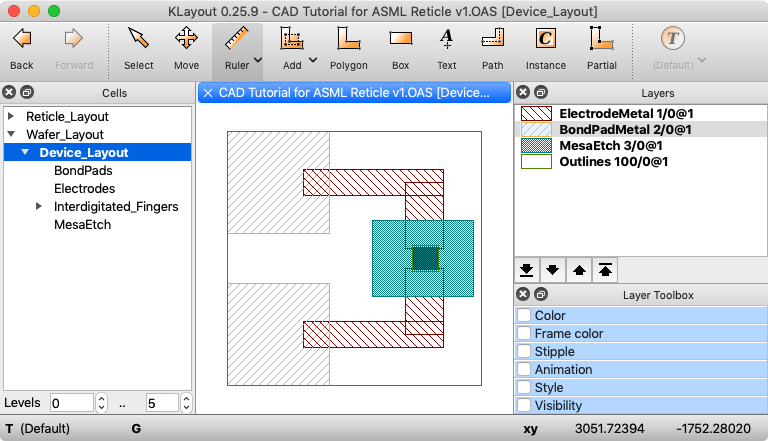 KLayout 0.25.9 - CAD Tutorial for ASML Reticle v1.OAS [Device_Layout]
Back
Forward
Select
Move
Ruler
Add
Polygon
Box
Text
Path
Instance
Partial
(Default)
Cells
Reticle_Layout
Wafer_Layout
Device_Layout
BondPads
Electrodes
Interdigitated_Fingers
MesaEtch
Levels 0 .. 5
CAD Tutorial for ASML Reticle v1.OAS [Device...
Layers
ElectrodeMetal 1/0@1
BondPadMetal 2/0@1
MesaEtch 3/0@1
Outlines 100/0@1
Layer Toolbox
Color
Frame color
Stipple
Animation
Style
Visibility
T (Default) G xy 3051.72394 -1752.28020